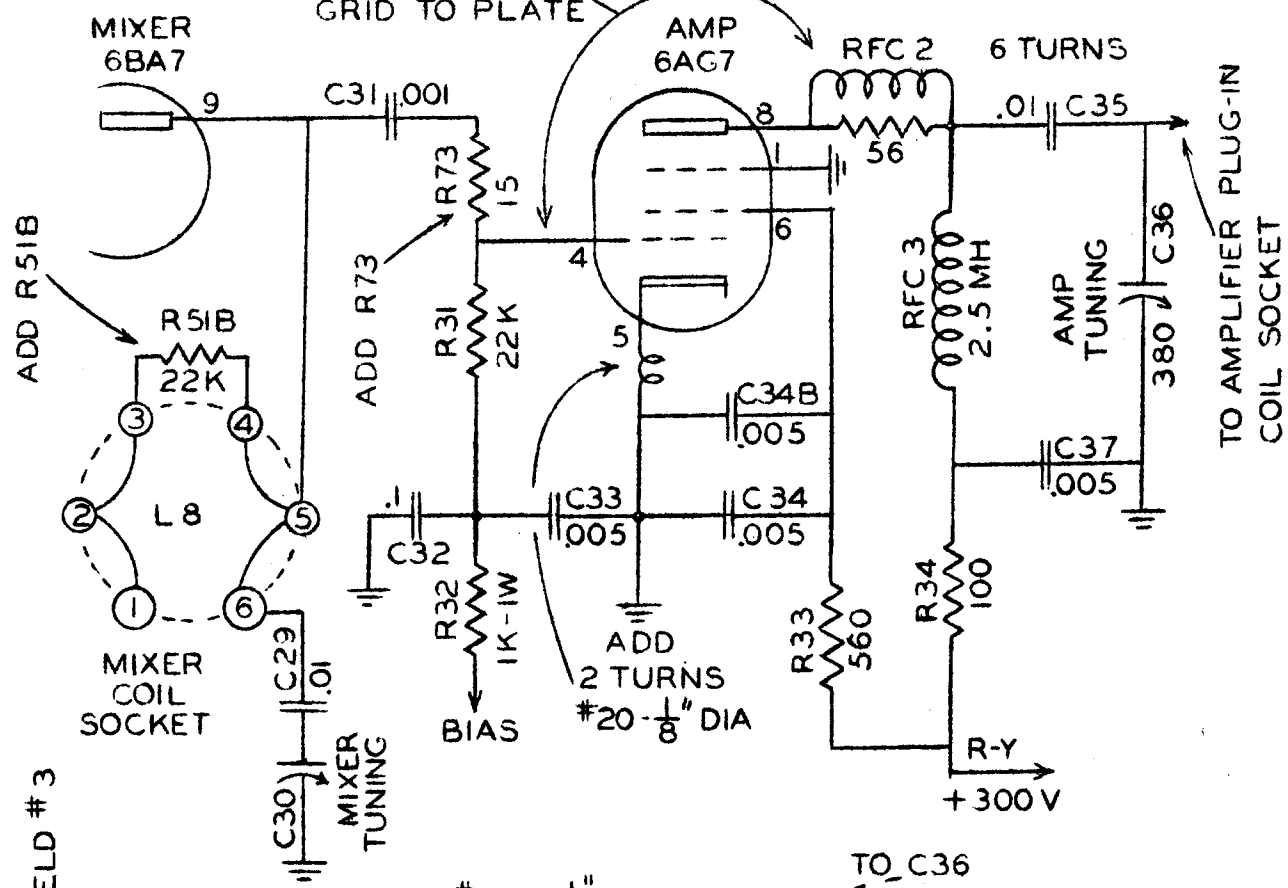 GRID TO PLATE
MIXER
6BA7
9
C31
.001
AMP
6AG7
RFC 2
6 TURNS
8
56
.01
C35
1
6
4
5
R73
15
ADD R73
ADD R51B
R51B
22K
3
4
2
L8
5
1
6
MIXER
COIL
SOCKET
C29
.01
C30
MIXER
TUNING
R31
22K
.1
C32
R32
1K-1W
BIAS
C33
.005
C34B
.005
C34
.005
ADD
2 TURNS
#20-1/8" DIA
R33
560
RFC 3
2.5 MH
AMP
TUNING
C36
380
TO AMPLIFIER PLUG-IN
COIL SOCKET
C37
.005
R34
100
R-Y
+300V
ELD #3
TO C36